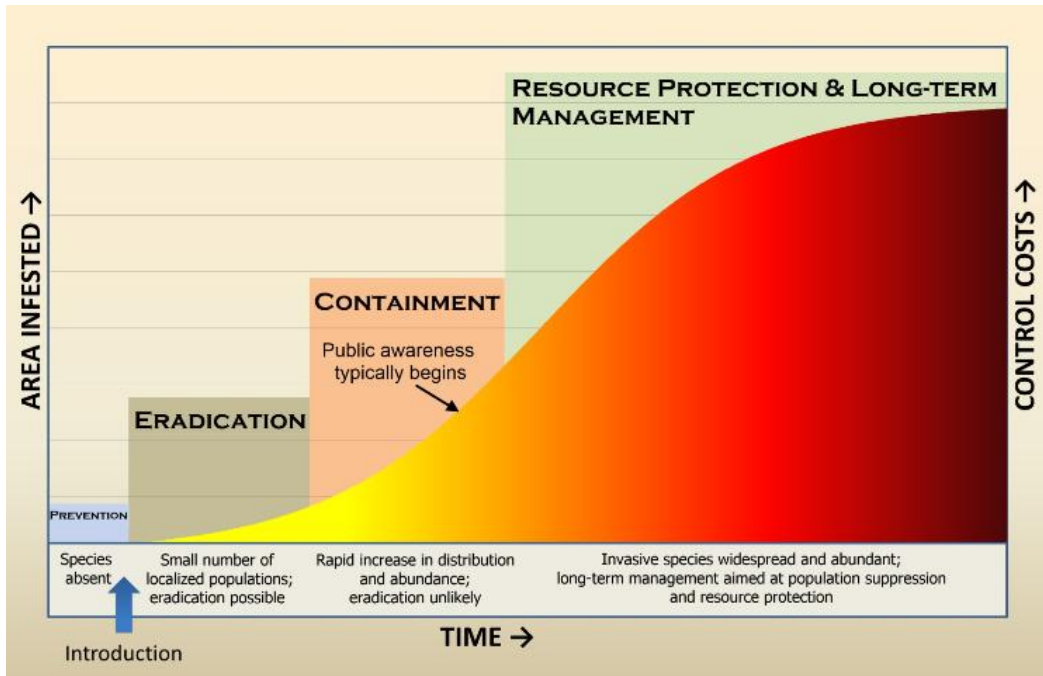 RESOURCE PROTECTION & LONG-TERM
MANAGEMENT
CONTAINMENT
Public awareness
typically begins
ERADICATION
PREVENTION
AREA INFESTED →
CONTROL COSTS →
Species
absent
Small number of
localized populations;
eradication possible
Rapid increase in distribution
and abundance;
eradication unlikely
Invasive species widespread and abundant;
long-term management aimed at population suppression
and resource protection
TIME →
Introduction